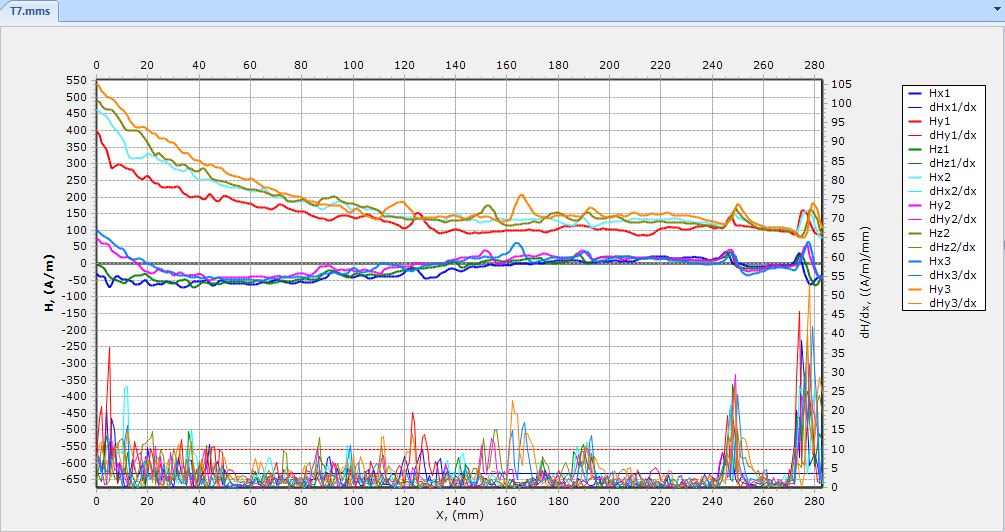 T7.mms
0 20 40 60 80 100 120 140 160 180 200 220 240 260 280
550
500
450
400
350
300
250
200
150
100
50
0
-50
-100
-150
-200
-250
-300
-350
-400
-450
-500
-550
-600
-650
H, (A/m)
105
100
95
90
85
80
75
70
65
60
55
50
45
40
35
30
25
20
15
10
5
0
dH/dx, ((A/m)/mm)
0 20 40 60 80 100 120 140 160 180 200 220 240 260 280
X, (mm)
Hx1
dHx1/dx
Hy1
dHy1/dx
Hz1
dHz1/dx
Hx2
dHx2/dx
Hy2
dHy2/dx
Hz2
dHz2/dx
Hx3
dHx3/dx
Hy3
dHy3/dx